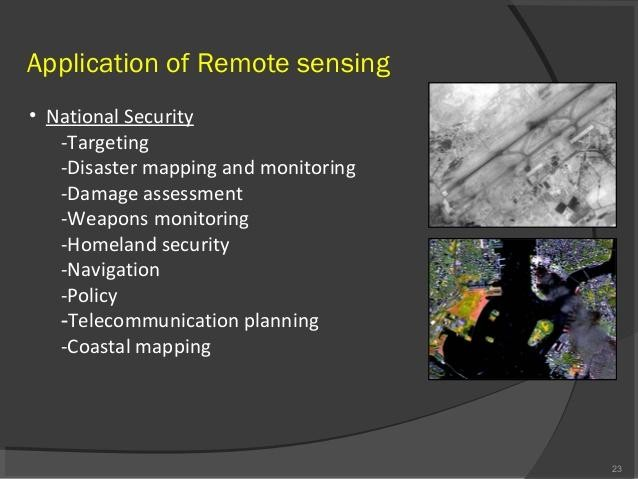 Application of Remote sensing
• National Security
-Targeting
-Disaster mapping and monitoring
-Damage assessment
-Weapons monitoring
-Homeland security
-Navigation
-Policy
-Telecommunication planning
-Coastal mapping
23